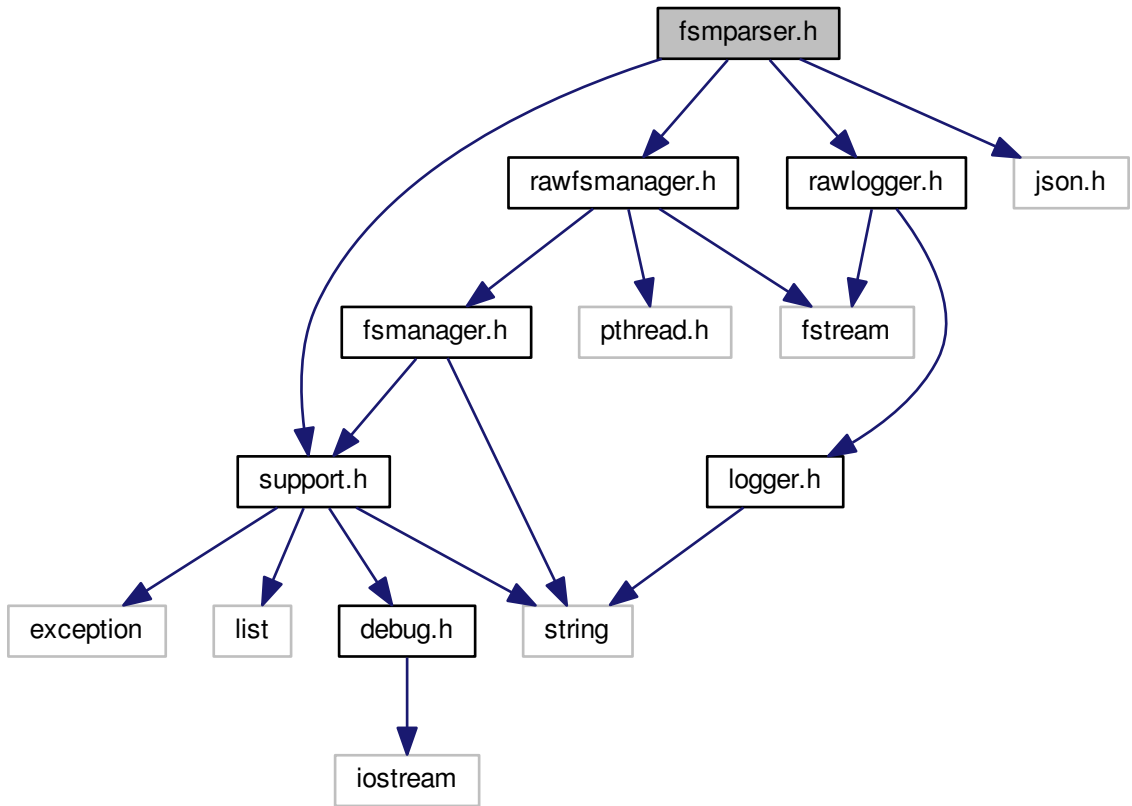 fsmparser.h
rawfsmanager.h
rawlogger.h
json.h
fsmanager.h
pthread.h
fstream
support.h
logger.h
exception
list
debug.h
string
iostream